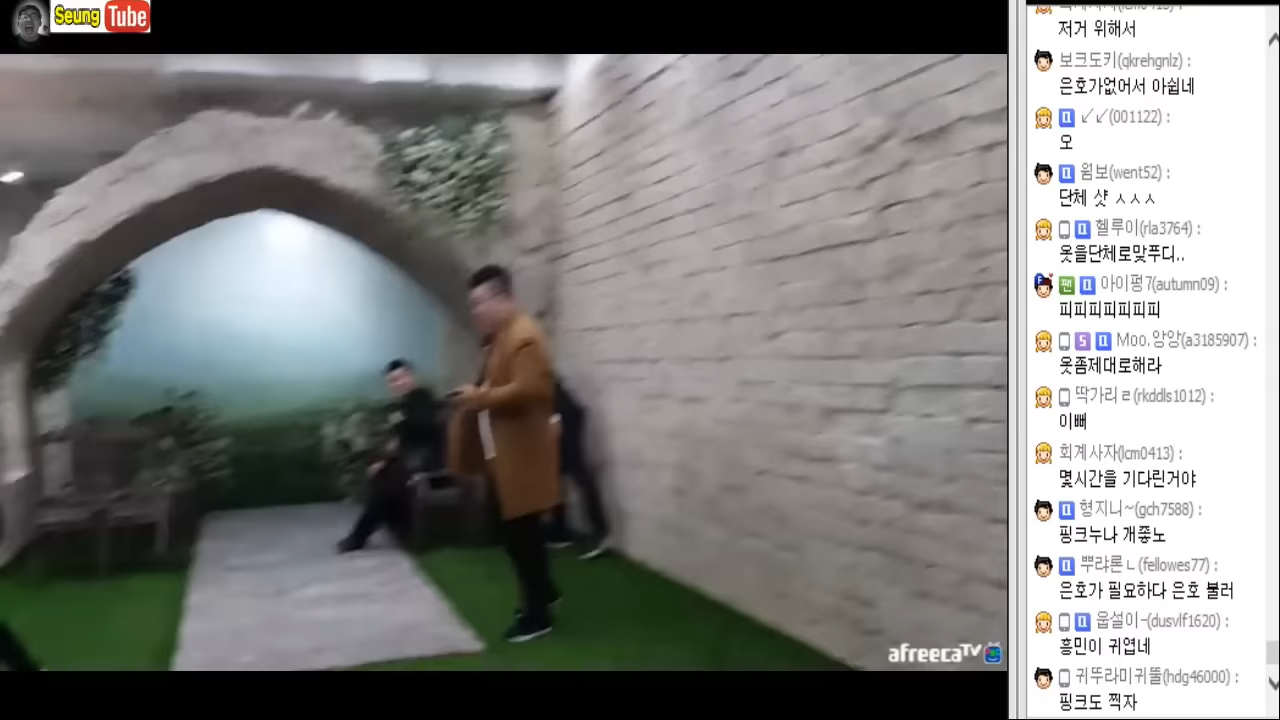 Seung Tube
저거 위해서
보크도키(qkrehgnlz) :
은호가없어서 아쉽네
↙↙(001122) :
오
윔보(went52) :
단체 샷 ㅅㅅㅅ
헬루이(rla3764) :
옷을단체로맞푸디..
팬 아이펑7(autumn09) :
피피피피피피피
S Moo.앙앙(a3185907) :
옷좀제대로해라
딱가리ㄹ(rkddls1012) :
이뻐
회계사자(lcm0413) :
몇시간을 기다린거야
형지니~(gch7588) :
핑크누나 개쫗노
뿌랴론ㄴ(fellowes77) :
은호가 필요하다 은호 불러
웁설이-(dusvlf1620) :
흥민이 귀엽네
귀뚜라미귀뚤(hdg46000) :
핑크도 찍자
afreecaTV